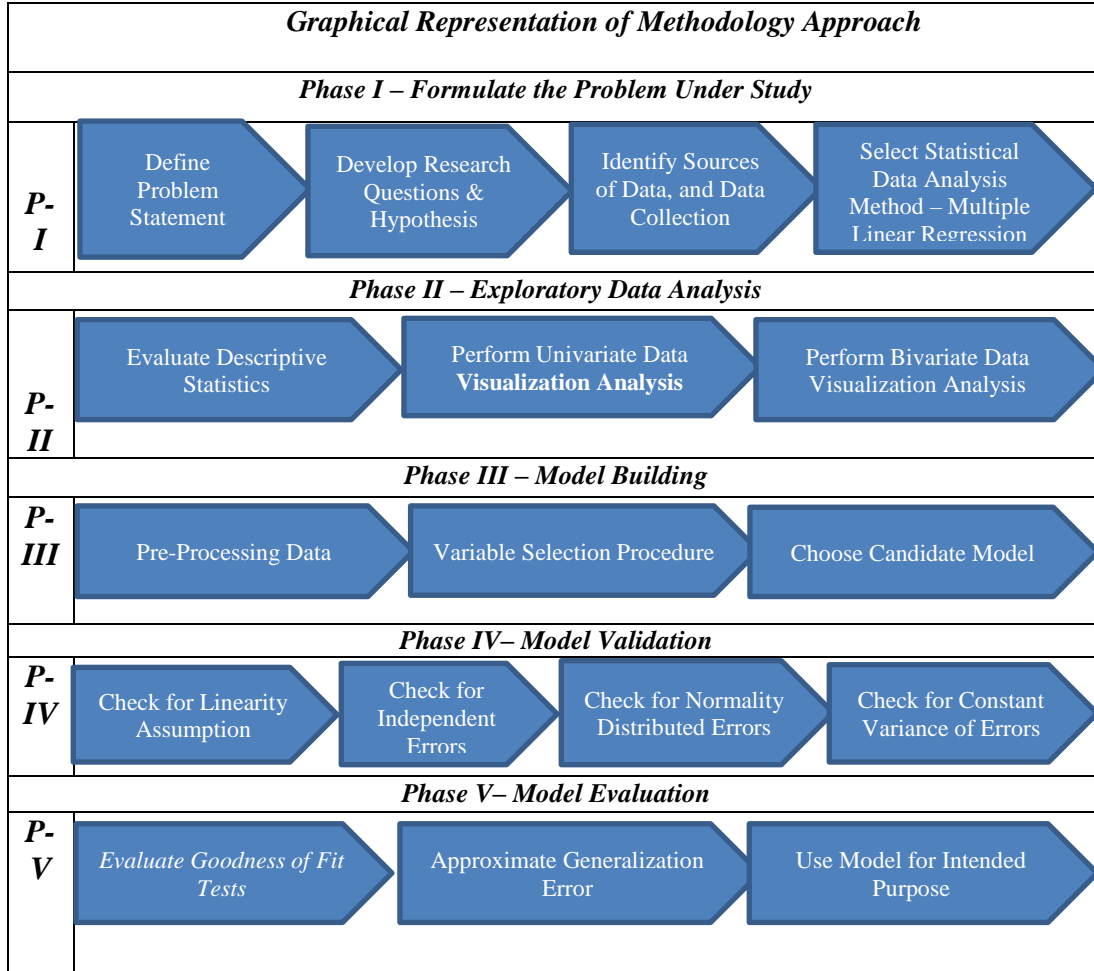 Graphical Representation of Methodology Approach
Phase I – Formulate the Problem Under Study
P-
I
Define
Problem
Statement
Develop Research
Questions &
Hypothesis
Identify Sources
of Data, and Data
Collection
Select Statistical
Data Analysis
Method – Multiple
Linear Regression
Phase II – Exploratory Data Analysis
P-
II
Evaluate Descriptive
Statistics
Perform Univariate Data
Visualization Analysis
Perform Bivariate Data
Visualization Analysis
Phase III – Model Building
P-
III
Pre-Processing Data
Variable Selection Procedure
Choose Candidate Model
Phase IV– Model Validation
P-
IV
Check for Linearity
Assumption
Check for
Independent
Errors
Check for Normality
Distributed Errors
Check for Constant
Variance of Errors
Phase V– Model Evaluation
P-
V
Evaluate Goodness of Fit
Tests
Approximate Generalization
Error
Use Model for Intended
Purpose